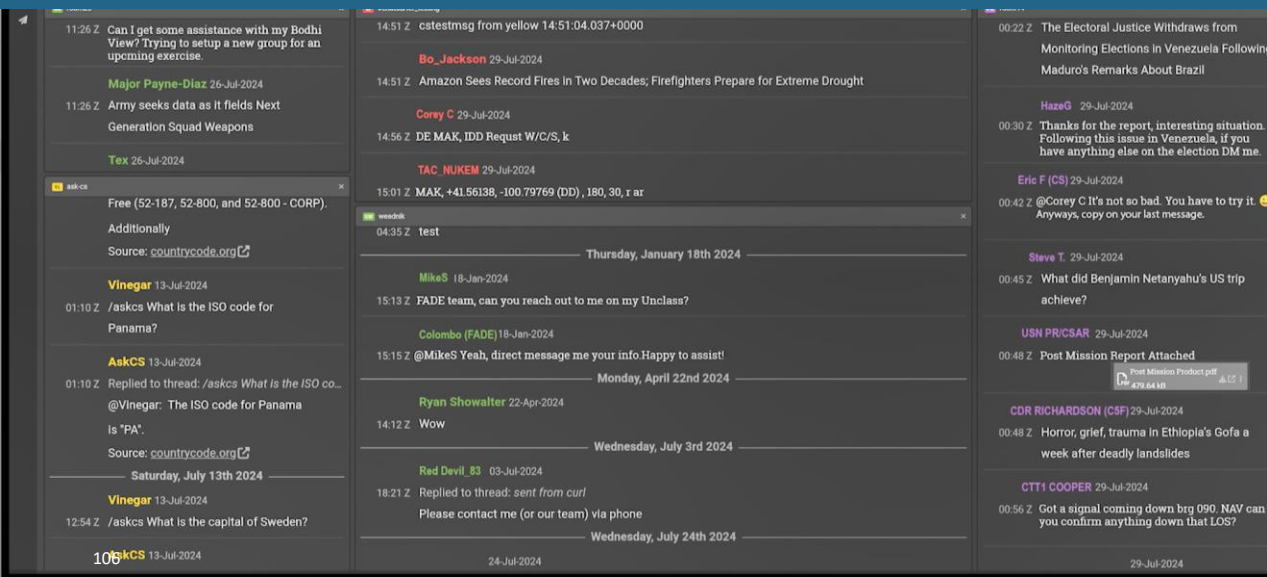 11:26 Z Can I get some assistance with my Bodhi
View? Trying to setup a new group for an
upcming exercise.
Major Payne-Diaz 26-Jul-2024
11:26 Z Army seeks data as it fields Next
Generation Squad Weapons
Tex 26-Jul-2024
ask-cs
Free (52-187, 52-800, and 52-800 - CORP).
Additionally
Source: countrycode.org
Vinegar 13-Jul-2024
01:10 Z /askcs What is the ISO code for
Panama?
AskCS 13-Jul-2024
01:10 Z Replied to thread: /askcs What is the ISO co...
@Vinegar: The ISO code for Panama
is "PA".
Source: countrycode.org
Saturday, July 13th 2024
Vinegar 13-Jul-2024
12:54 Z /askcs What is the capital of Sweden?
AskCS 13-Jul-2024
106
14:51 Z cstestmsg from yellow 14:51:04.037+0000
Bo_Jackson 29-Jul-2024
14:51 Z Amazon Sees Record Fires in Two Decades; Firefighters Prepare for Extreme Drought
Corey C 29-Jul-2024
14:56 Z DE MAK, IDD Requst W/C/S, k
TAC_NUKEM 29-Jul-2024
15:01 Z MAK, +41.56138, -100.79769 (DD) , 180, 30, r ar
weadnik
04:35 Z test
Thursday, January 18th 2024
MikeS 18-Jan-2024
15:13 Z FADE team, can you reach out to me on my Unclass?
Colombo (FADE) 18-Jan-2024
15:15 Z @MikeS Yeah, direct message me your info.Happy to assist!
Monday, April 22nd 2024
Ryan Showalter 22-Apr-2024
14:12 Z Wow
Wednesday, July 3rd 2024
Red Devil_83 03-Jul-2024
18:21 Z Replied to thread: sent from curl
Please contact me (or our team) via phone
Wednesday, July 24th 2024
24-Jul-2024
00:22 Z The Electoral Justice Withdraws from
Monitoring Elections in Venezuela Following
Maduro's Remarks About Brazil
HazeG 29-Jul-2024
00:30 Z Thanks for the report, interesting situation.
Following this issue in Venezuela, if you
have anything else on the election DM me.
Eric F (CS) 29-Jul-2024
00:42 Z @Corey C It's not so bad. You have to try it. 😀
Anyways, copy on your last message.
Steve T. 29-Jul-2024
00:45 Z What did Benjamin Netanyahu's US trip
achieve?
USN PR/CSAR 29-Jul-2024
00:48 Z Post Mission Report Attached
Post Mission Product.pdf
479.64 kB
CDR RICHARDSON (C5F) 29-Jul-2024
00:48 Z Horror, grief, trauma in Ethiopia's Gofa a
week after deadly landslides
CTT1 COOPER 29-Jul-2024
00:56 Z Got a signal coming down brg 090. NAV can
you confirm anything down that LOS?
29-Jul-2024